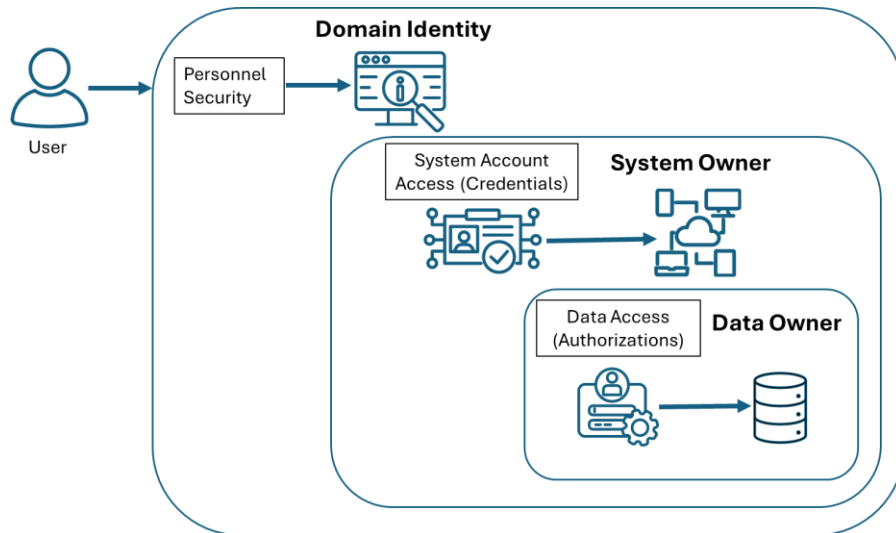 Domain Identity
Personnel
Security
User
System Account
Access (Credentials)
System Owner
Data Access
(Authorizations)
Data Owner